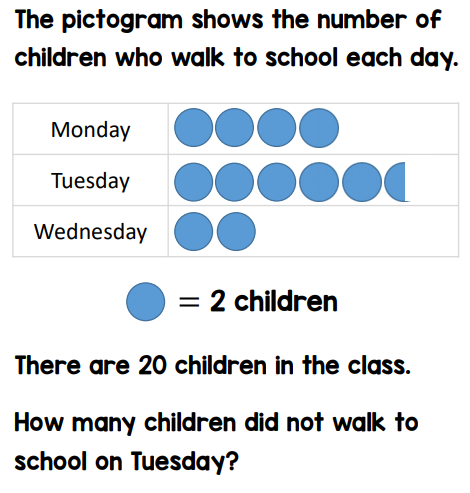 The pictogram shows the number of
children who walk to school each day.
Monday
Tuesday
Wednesday
= 2 children
There are 20 children in the class.
How many children did not walk to
school on Tuesday?